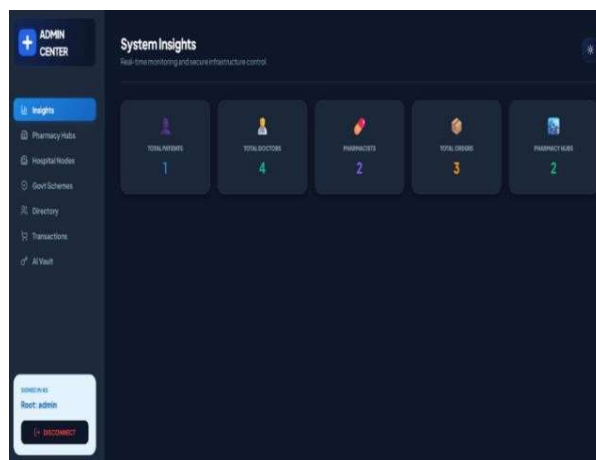 ADMIN
CENTER
Insights
Pharmacy Hubs
Hospital Nodes
Govt Schemes
Directory
Transactions
AI Vault
SIGNED IN AS
Root: admin
DISCONNECT
System Insights
Real-time monitoring and secure infrastructure control.
TOTAL PATIENTS
1
TOTAL DOCTORS
4
PHARMACISTS
2
TOTAL ORDERS
3
PHARMACY HUBS
2